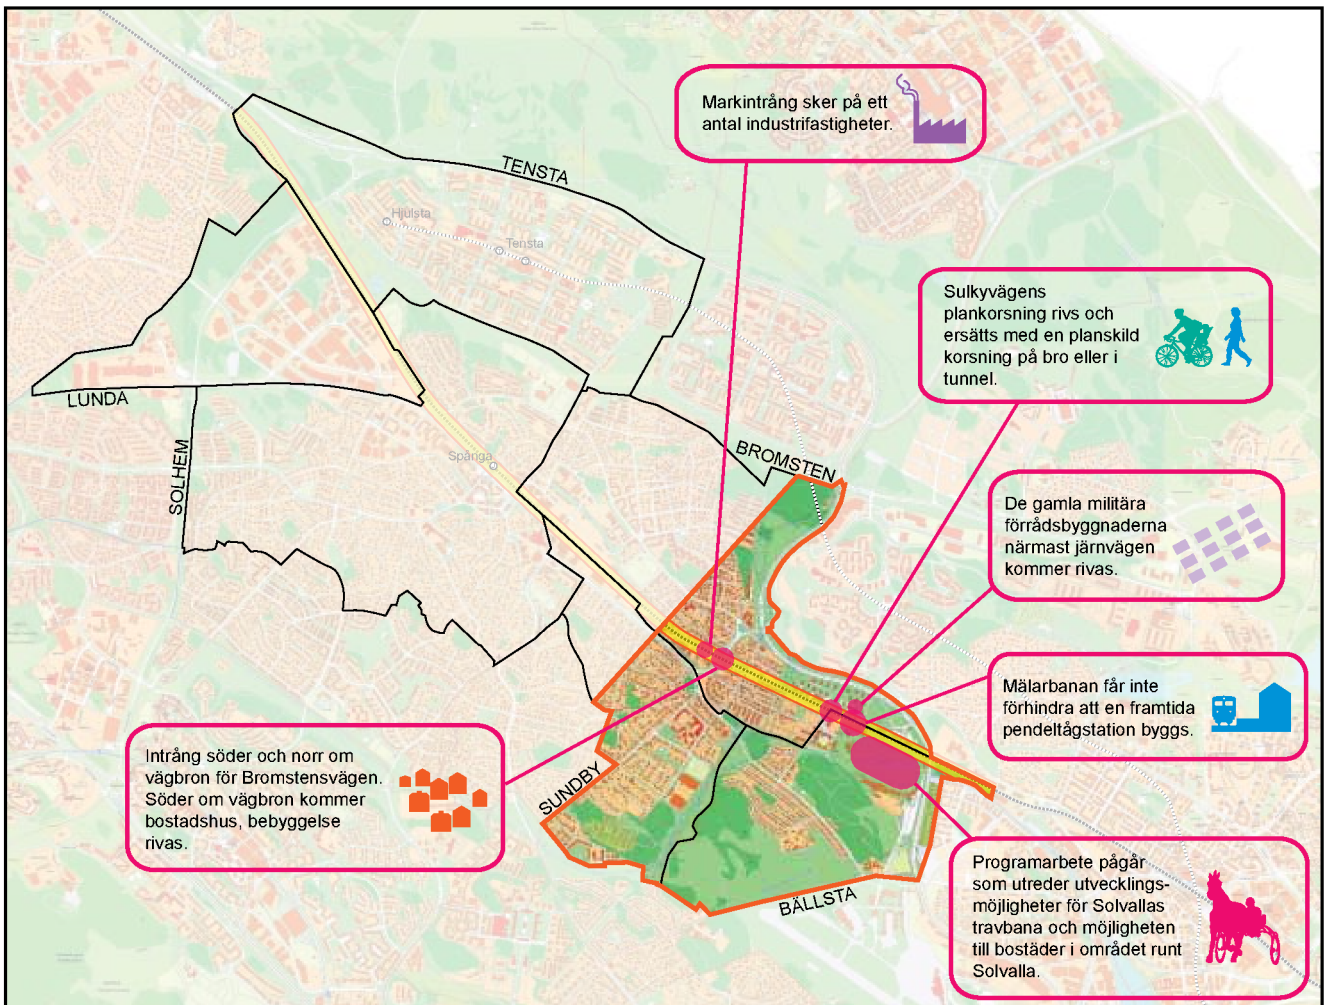 Markintrång sker på ett
antal industrifastigheter.
TENSTA
Hjulsta
Tensta
Sulkyvägens
plankorsning rivs och
ersätts med en planskild
korsning på bro eller i
tunnel.
LUNDA
SOLHEM
Spånga
BROMSTEN
De gamla militära
förrådsbyggnaderna
närmast järnvägen
kommer rivas.
Mälarbanan får inte
förhindra att en framtida
pendeltågstation byggs.
Intrång söder och norr om
vägbron för Bromstensvägen.
Söder om vägbron kommer
bostadshus, bebyggelse
rivas.
SUNDBY
BÄLLSTA
Programarbete pågår
som utreder utvecklings-
möjligheter för Solvallas
travbana och möjligheten
till bostäder i området runt
Solvalla.